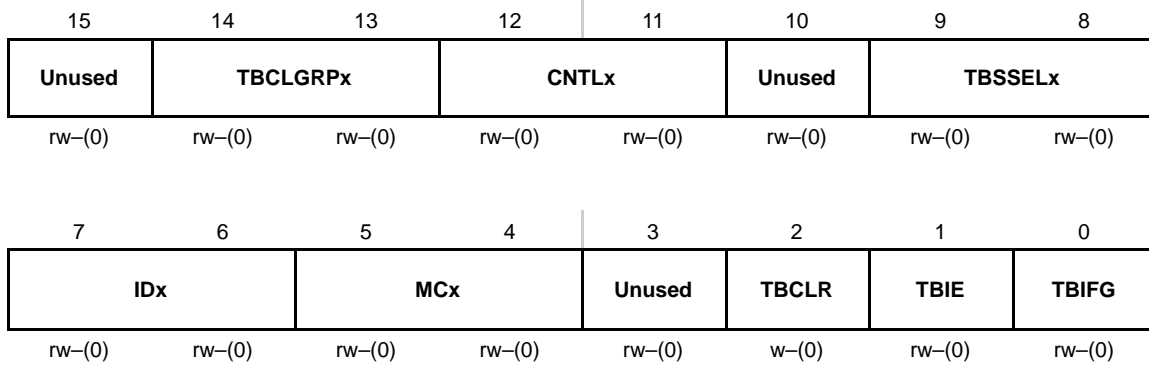 15 14 13 12 11 10 9 8
Unused TBCLGRPx CNTLx Unused TBSSELx
rw–(0) rw–(0) rw–(0) rw–(0) rw–(0) rw–(0) rw–(0) rw–(0)
7 6 5 4 3 2 1 0
IDx MCx Unused TBCLR TBIE TBIFG
rw–(0) rw–(0) rw–(0) rw–(0) rw–(0) w–(0) rw–(0) rw–(0)